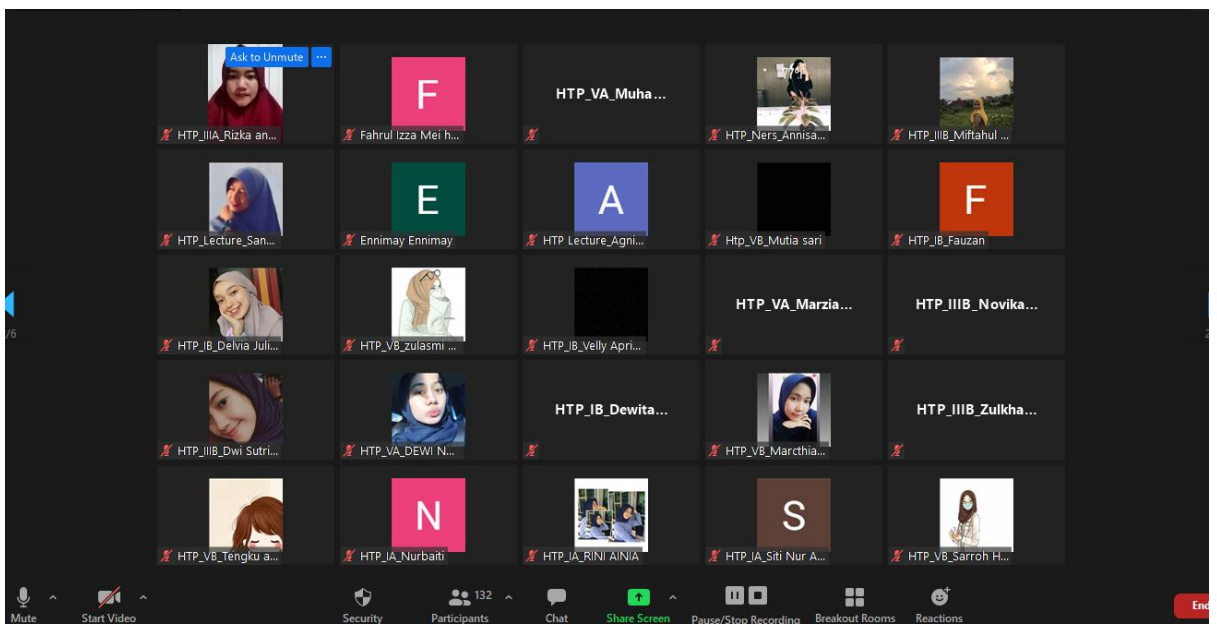 Ask to Unmute ...
HTP_IIIA_Rizka an...
F
Fahrul Izza Mei h...
HTP_VA_Muha...
HTP_Ners_Annisa...
HTP_IIIB_Miftahul ...
HTP_Lecture_San...
E
Ennimay Ennimay
A
HTP Lecture_Agni...
Htp_VB_Mutia sari
F
HTP_IB_Fauzan
HTP_IB_Delvia Juli...
HTP_VB_zulasmi ...
HTP_IB_Velly Apri...
HTP_VA_Marzia...
HTP_IIIB_Novika...
/6
HTP_IIIB_Dwi Sutri...
HTP_VA_DEWI N...
HTP_IB_Dewita...
HTP_VB_Marcthia...
HTP_IIIB_Zulkha...
HTP_VB_Tengku a...
N
HTP_IA_Nurbaiti
HTP_IA_RINI AINIA
S
HTP_IA_Siti Nur A...
HTP_VB_Sarroh H...
132
Mute
Start Video
Security
Participants
Chat
Share Screen
Pause/Stop Recording
Breakout Rooms
Reactions
End